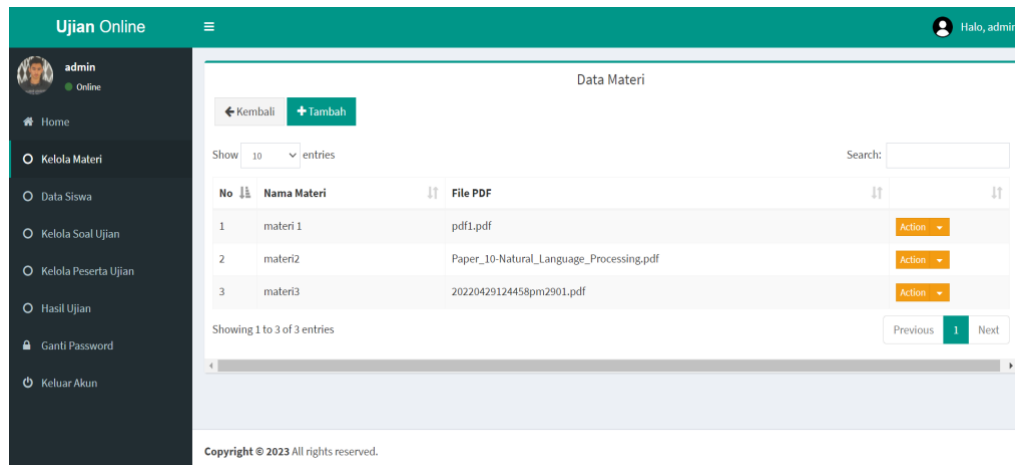 Ujian Online
Halo, admin
admin
Online
Home
Kelola Materi
Data Siswa
Kelola Soal Ujian
Kelola Peserta Ujian
Hasil Ujian
Ganti Password
Keluar Akun
Data Materi
Kembali Tambah
Show 10 entries Search:
No Nama Materi File PDF
1 materi 1 pdf1.pdf Action
2 materi2 Paper_10-Natural_Language_Processing.pdf Action
3 materi3 20220429124458pm2901.pdf Action
Showing 1 to 3 of 3 entries Previous 1 Next
Copyright © 2023 All rights reserved.